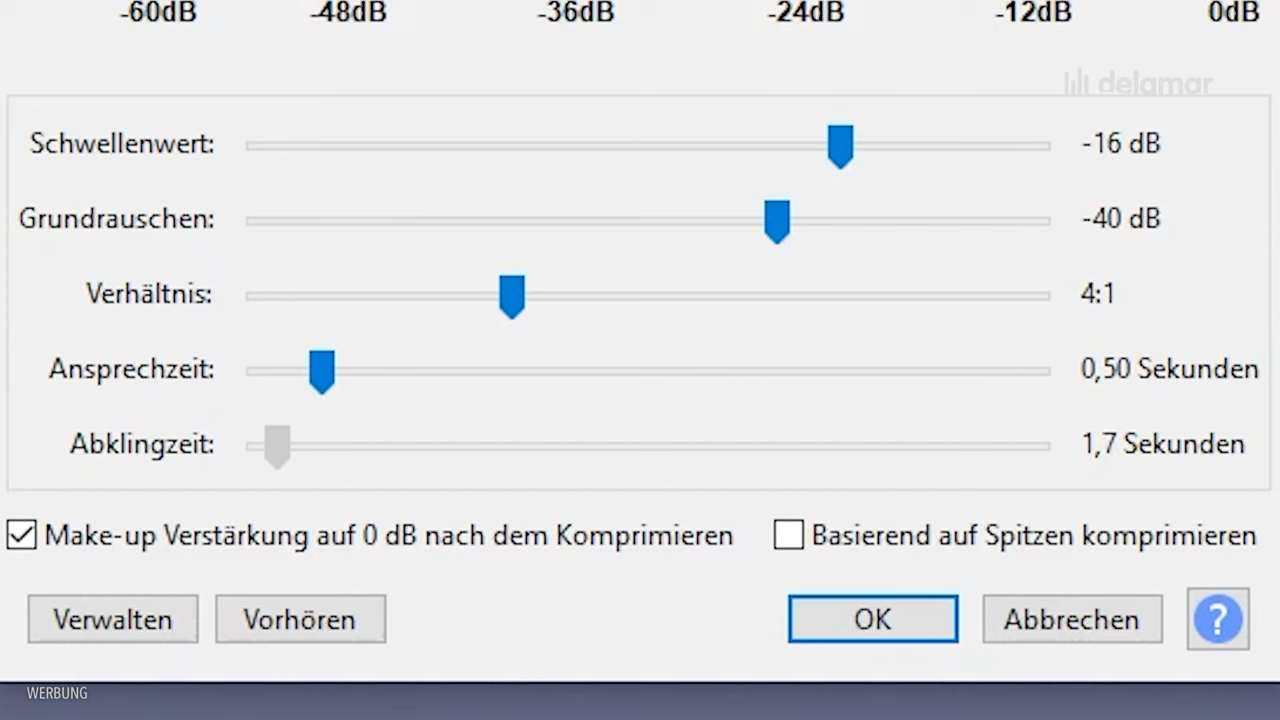 -60dB -48dB -36dB -24dB -12dB 0dB
delamar
Schwellenwert: -16 dB
Grundrauschen: -40 dB
Verhältnis: 4:1
Ansprechzeit: 0,50 Sekunden
Abklingzeit: 1,7 Sekunden
Make-up Verstärkung auf 0 dB nach dem Komprimieren Basierend auf Spitzen komprimieren
Verwalten Vorhören OK Abbrechen ?
WERBUNG